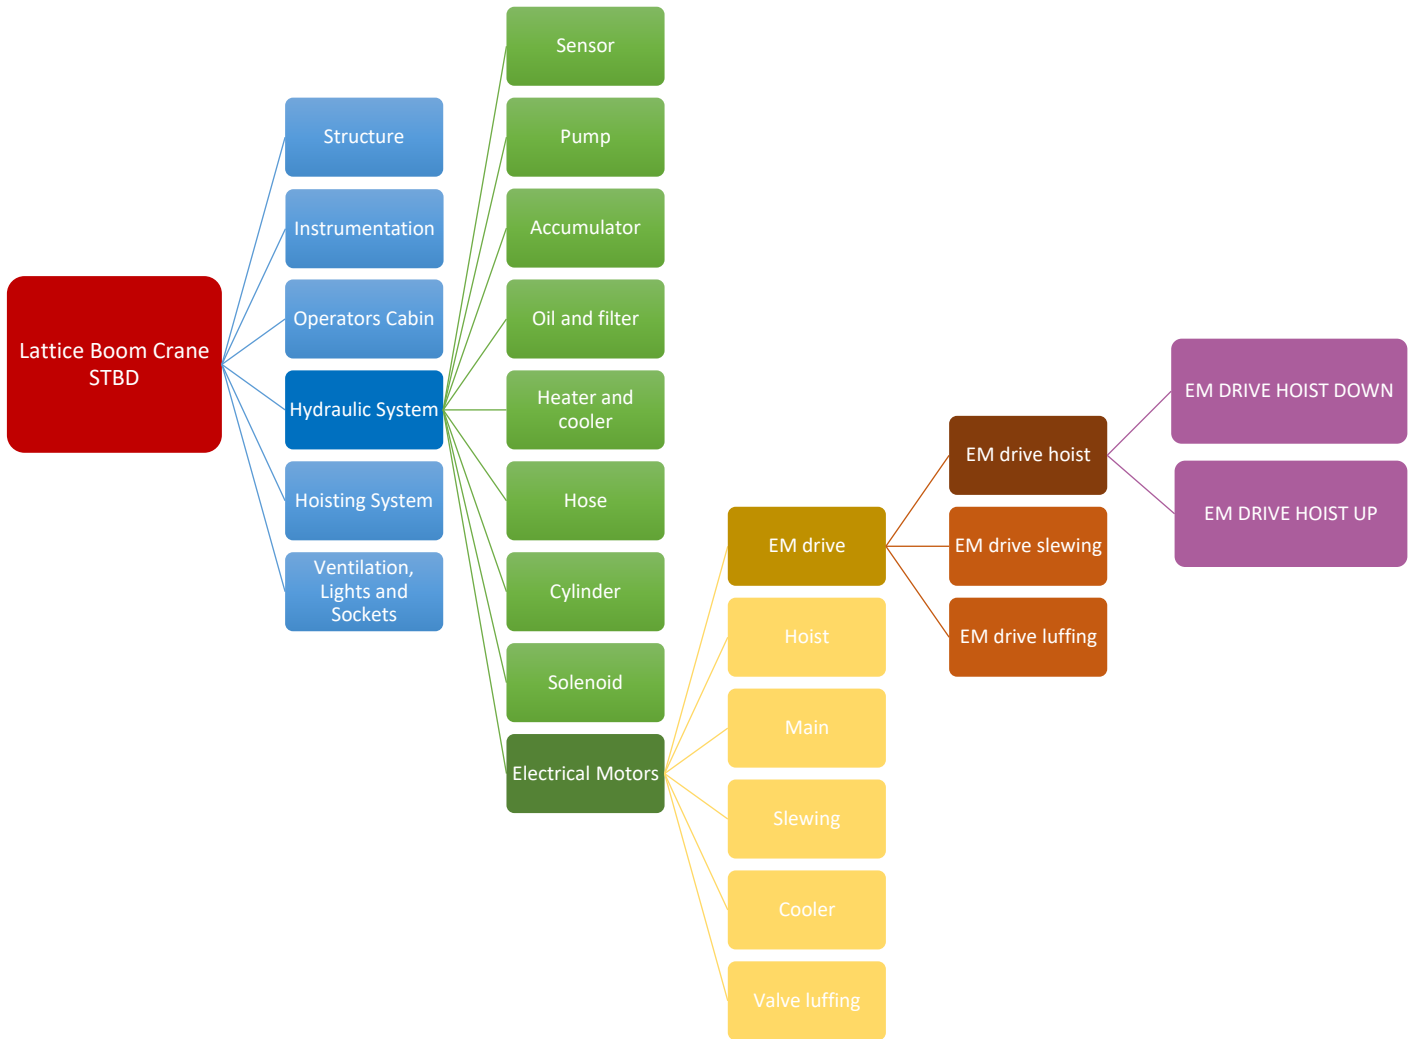 Lattice Boom Crane
STBD
Structure
Instrumentation
Operators Cabin
Hydraulic System
Hoisting System
Ventilation,
Lights and
Sockets
Sensor
Pump
Accumulator
Oil and filter
Heater and
cooler
Hose
Cylinder
Solenoid
Electrical Motors
EM drive
Hoist
Main
Slewing
Cooler
Valve luffing
EM drive hoist
EM drive slewing
EM drive luffing
EM DRIVE HOIST DOWN
EM DRIVE HOIST UP